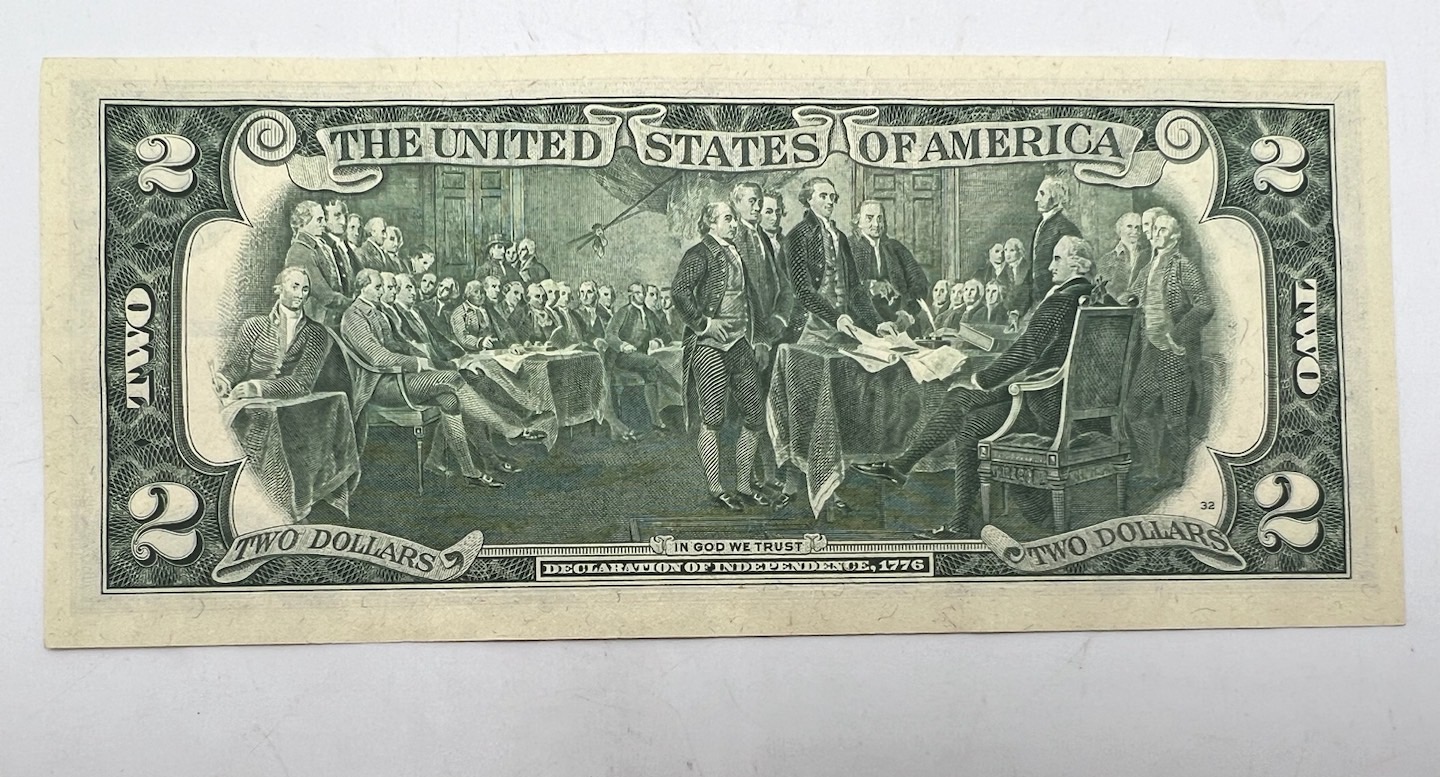 THE UNITED STATES OF AMERICA
2
2
TWO
TWO
2
2
32
TWO DOLLARS
IN GOD WE TRUST
TWO DOLLARS
DECLARATION OF INDEPENDENCE, 1776